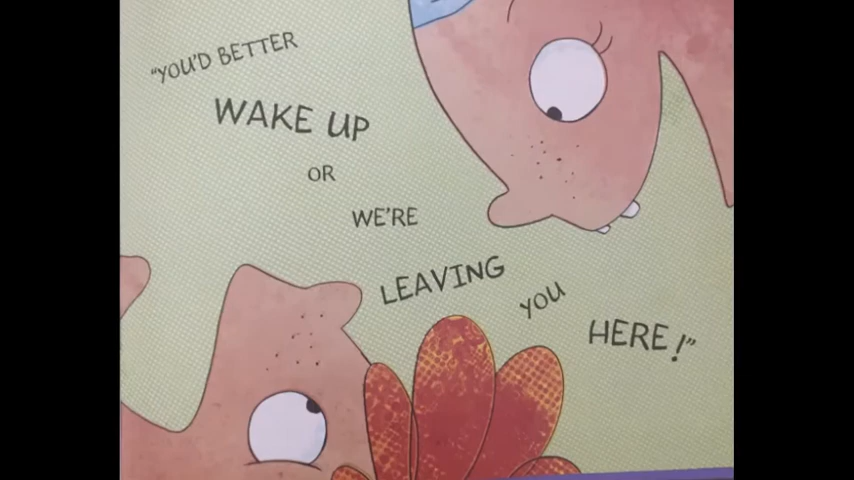 "YOU'D BETTER
WAKE UP
OR
WE'RE
LEAVING
YOU
HERE!"